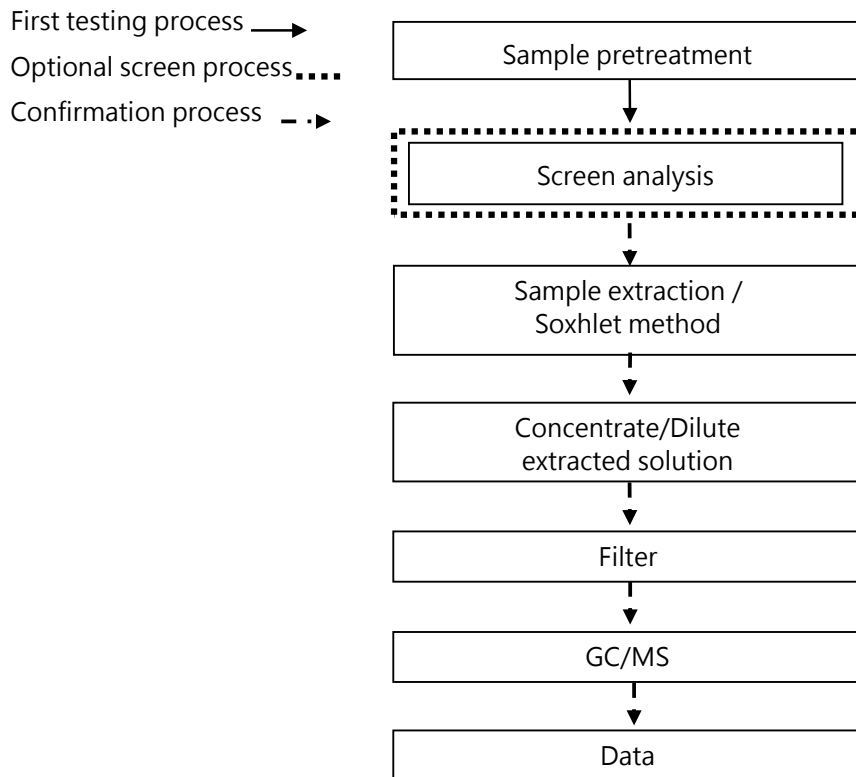 First testing process
Optional screen process
Confirmation process
Sample pretreatment
Screen analysis
Sample extraction /
Soxhlet method
Concentrate/Dilute
extracted solution
Filter
GC/MS
Data